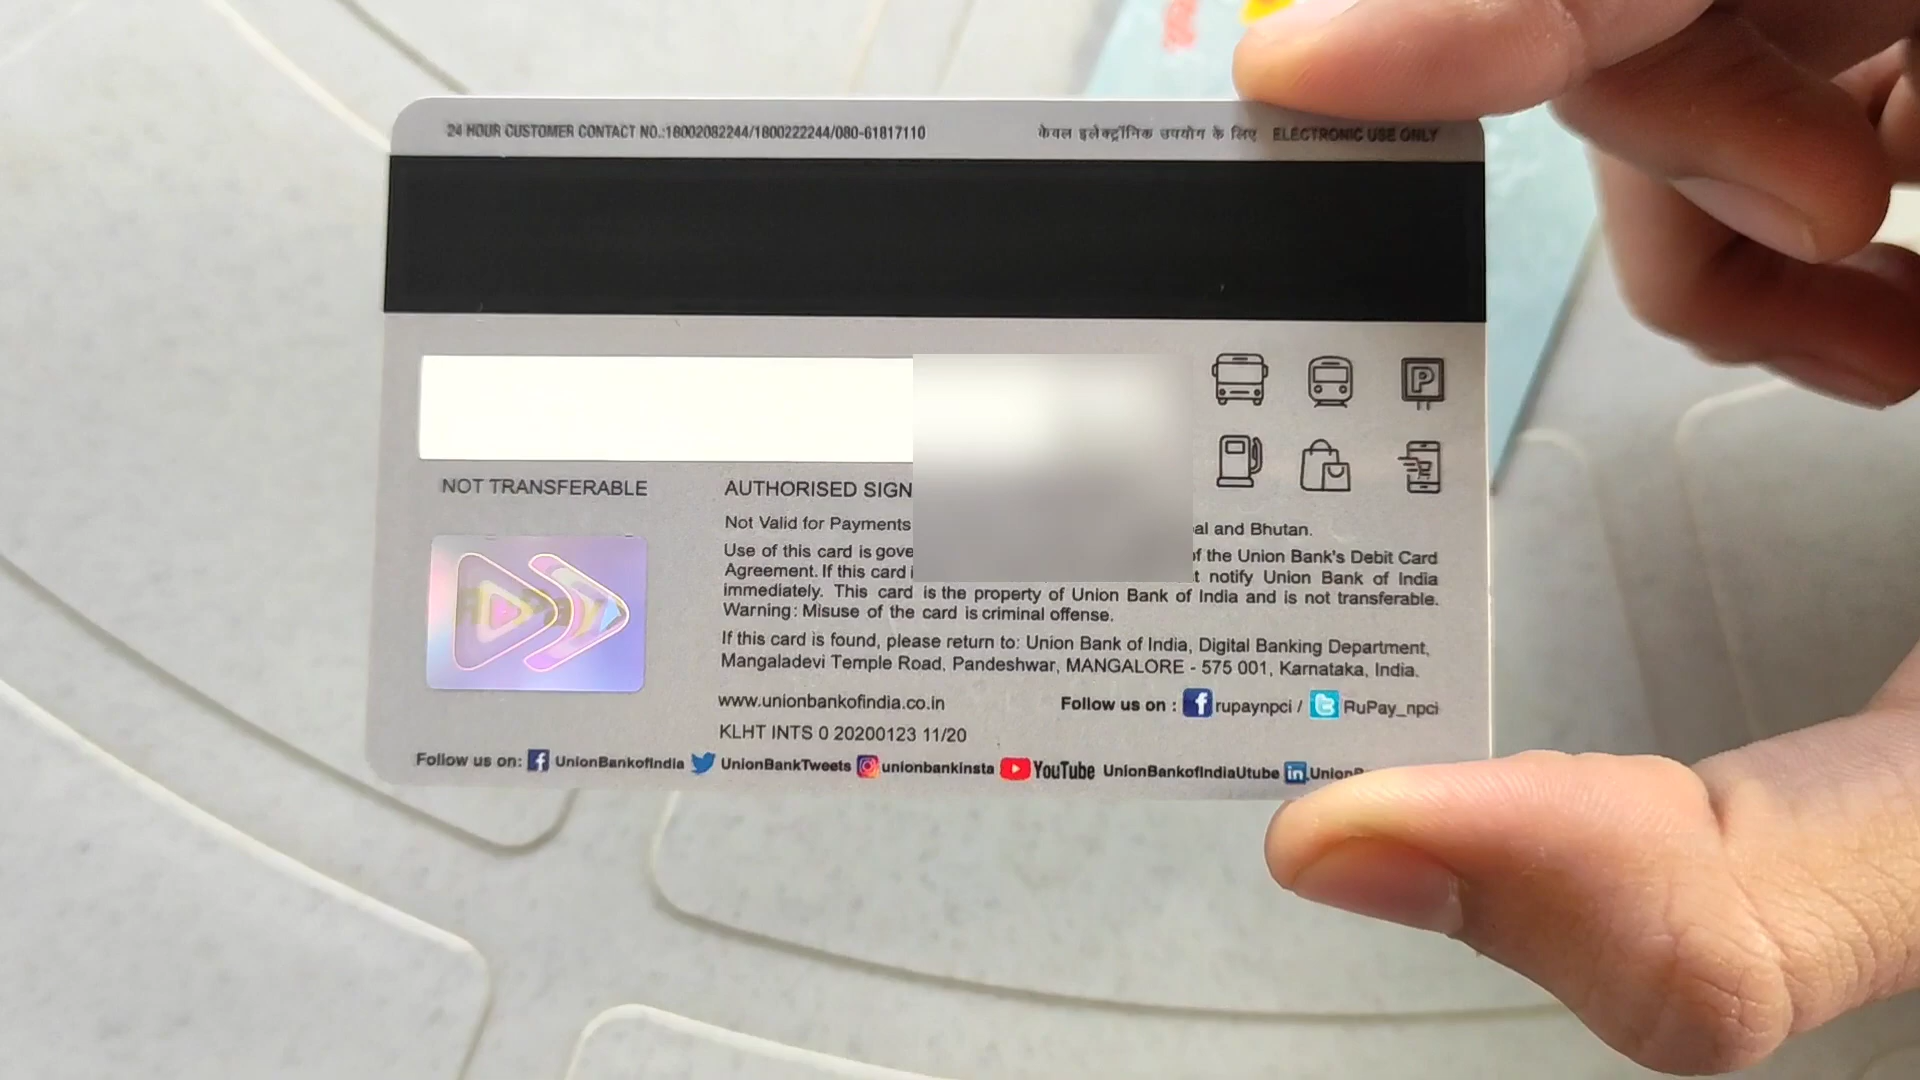 24 HOUR CUSTOMER CONTACT NO.:18002082244/1800222244/080-61817110 केवल इलेक्ट्रॉनिक उपयोग के लिए ELECTRONIC USE ONLY
P
NOT TRANSFERABLE AUTHORISED SIGN
Not Valid for Payments al and Bhutan.
Use of this card is gove of the Union Bank's Debit Card
Agreement. If this card i t notify Union Bank of India
immediately. This card is the property of Union Bank of India and is not transferable.
Warning: Misuse of the card is criminal offense.
If this card is found, please return to: Union Bank of India, Digital Banking Department,
Mangaladevi Temple Road, Pandeshwar, MANGALORE - 575 001, Karnataka, India.
www.unionbankofindia.co.in Follow us on : f rupaynpci / RuPay_npci
KLHT INTS 0 20200123 11/20
Follow us on: f UnionBankofIndia UnionBankTweets unionbankinsta YouTube UnionBankofIndiaUtube in